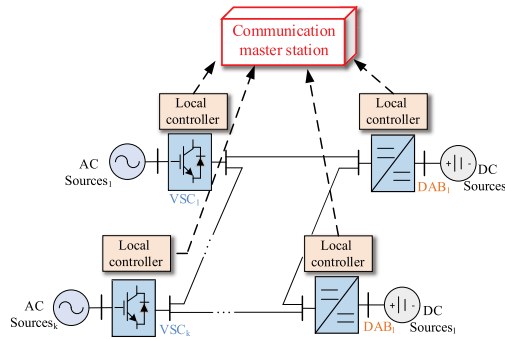 Communication
master station
Local
controller
Local
controller
AC
Sources₁
VSC₁
DAB₁
DC
Sources
Local
controller
Local
controller
AC
Sourcesₖ
VSCₖ
...
...
DABₗ
DC
Sourcesₗ